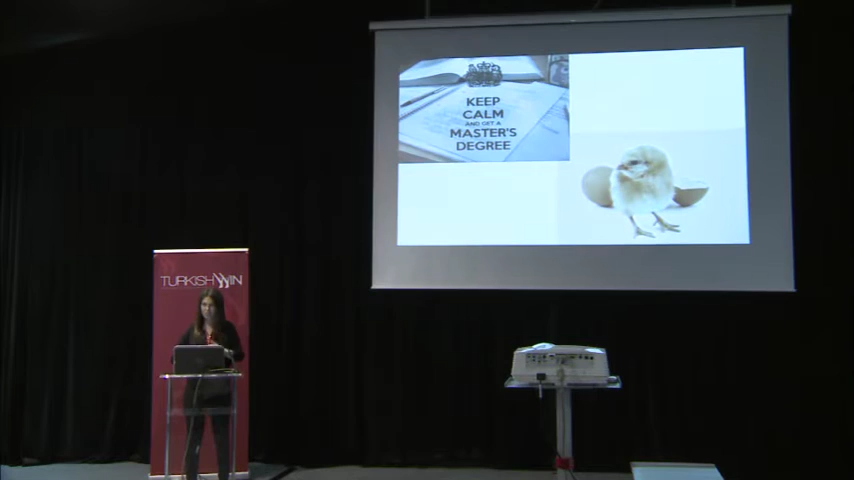 KEEP
CALM
AND GET A
MASTER'S
DEGREE
TURKISHWIN